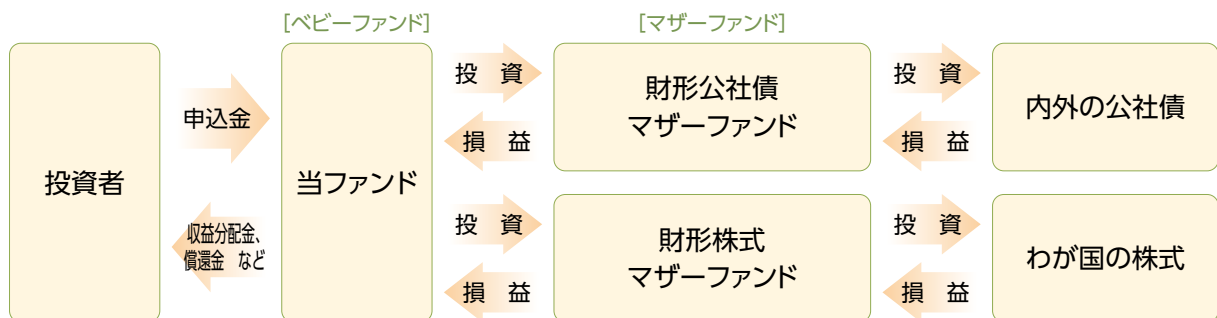 [ベビーファンド]
[マザーファンド]
投資者
申込金
収益分配金、
償還金 など
当ファンド
投 資
損 益
財形公社債
マザーファンド
投 資
損 益
内外の公社債
投 資
損 益
財形株式
マザーファンド
投 資
損 益
わが国の株式